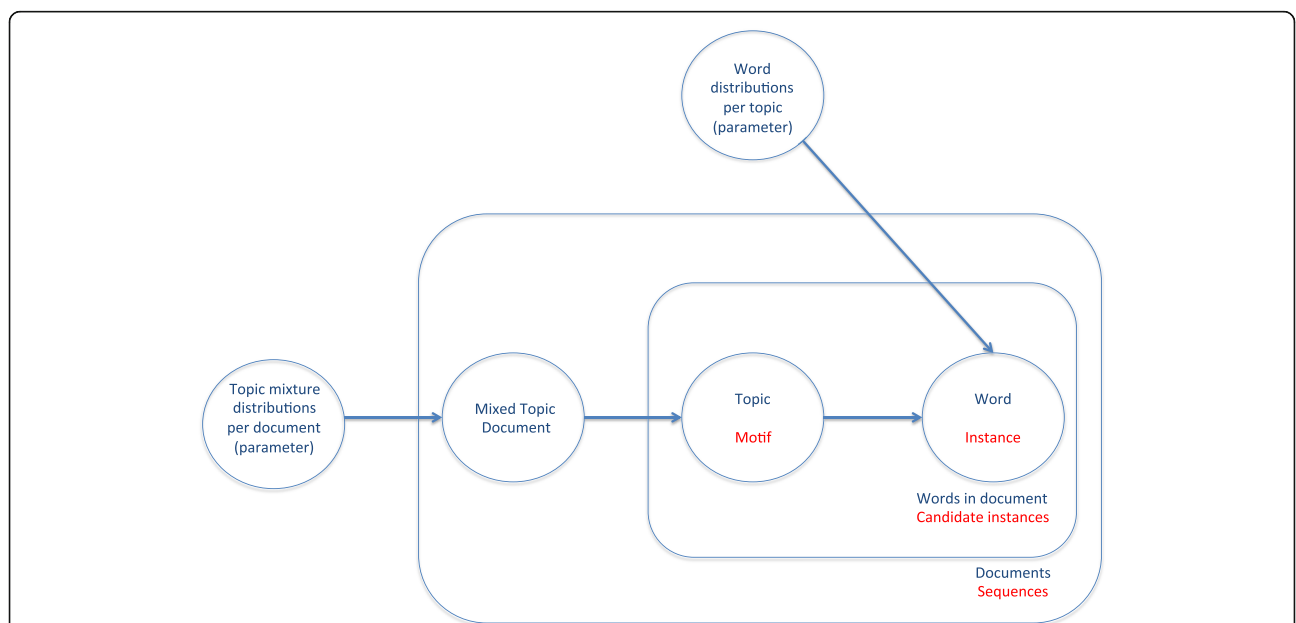 Word
distributions
per topic
(parameter)
Topic mixture
distributions
per document
(parameter)
Mixed Topic
Document
Topic
Motif
Word
Instance
Words in document
Candidate instances
Documents
Sequences